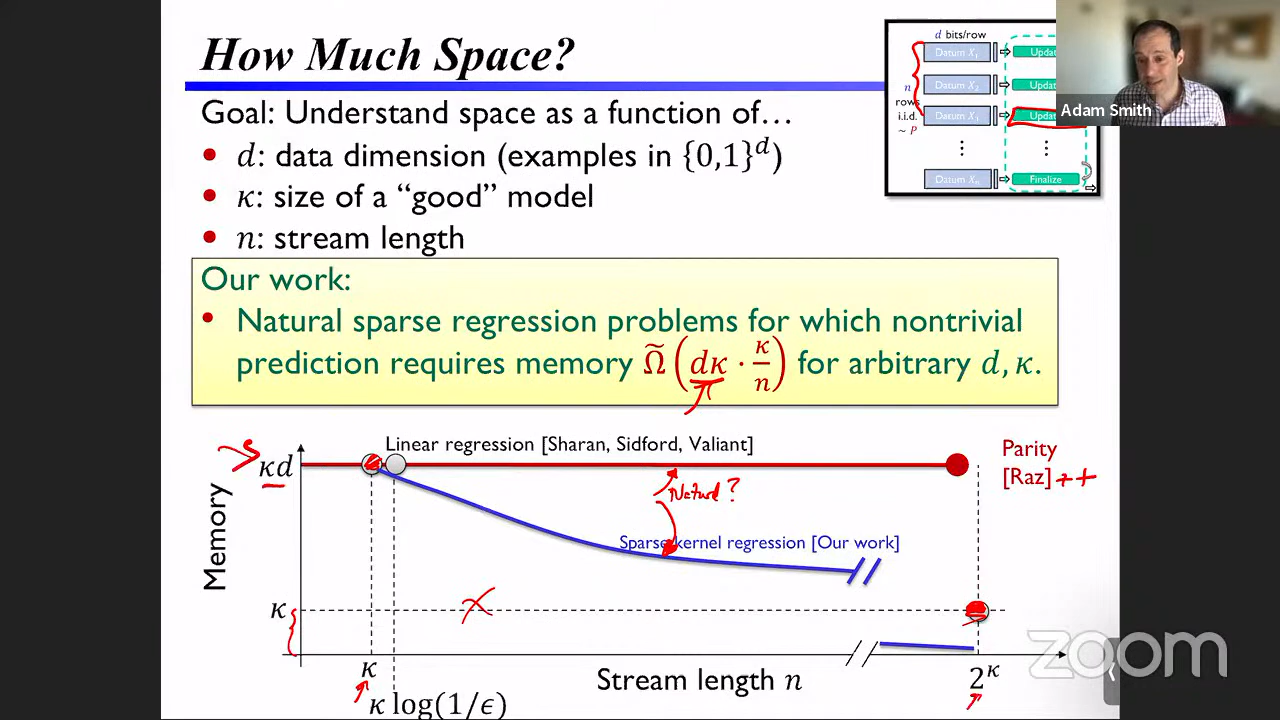 How Much Space?
Goal: Understand space as a function of…
• d: data dimension (examples in {0,1}^d)
• κ: size of a “good” model
• n: stream length
Our work:
• Natural sparse regression problems for which nontrivial
prediction requires memory Ω̃(dκ · κ/n) for arbitrary d, κ.
d bits/row
Datum X₁
Updat
Datum X₂
Updat
n
rows
i.i.d.
~ P
Updat
⋮ ⋮
Datum Xₙ
Finalize
Adam Smith
Linear regression [Sharan, Sidford, Valiant]
Parity
[Raz] ++
κd
Natural ?
Sparse kernel regression [Our work]
Memory
κ
κ
κ log(1/ϵ)
Stream length n
2^κ
zoom